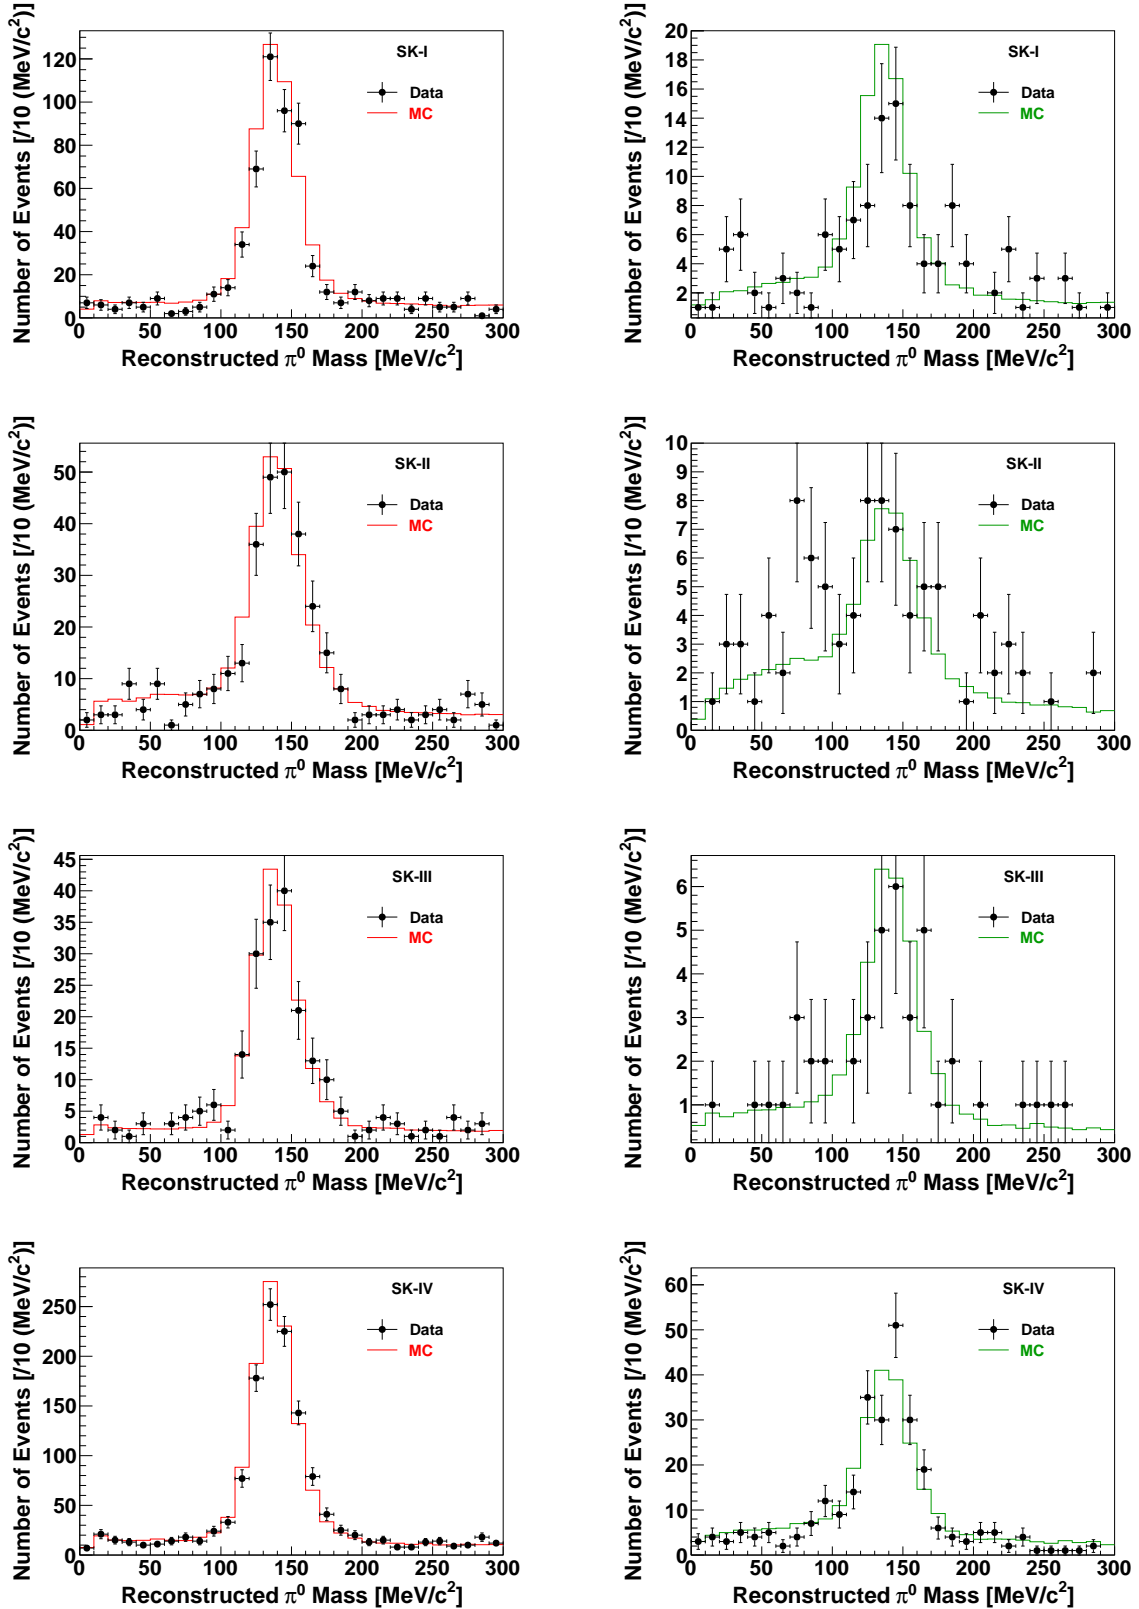 Number of Events [/10 (MeV/c²)]
120
100
80
60
40
20
0
SK-I
Data
MC
0 50 100 150 200 250 300
Reconstructed π⁰ Mass [MeV/c²]
Number of Events [/10 (MeV/c²)]
20
18
16
14
12
10
8
6
4
2
SK-I
Data
MC
0 50 100 150 200 250 300
Reconstructed π⁰ Mass [MeV/c²]
Number of Events [/10 (MeV/c²)]
50
40
30
20
10
0
SK-II
Data
MC
0 50 100 150 200 250 300
Reconstructed π⁰ Mass [MeV/c²]
Number of Events [/10 (MeV/c²)]
10
9
8
7
6
5
4
3
2
1
0
SK-II
Data
MC
0 50 100 150 200 250 300
Reconstructed π⁰ Mass [MeV/c²]
Number of Events [/10 (MeV/c²)]
45
40
35
30
25
20
15
10
5
0
SK-III
Data
MC
0 50 100 150 200 250 300
Reconstructed π⁰ Mass [MeV/c²]
Number of Events [/10 (MeV/c²)]
6
5
4
3
2
1
SK-III
Data
MC
0 50 100 150 200 250 300
Reconstructed π⁰ Mass [MeV/c²]
Number of Events [/10 (MeV/c²)]
250
200
150
100
50
0
SK-IV
Data
MC
0 50 100 150 200 250 300
Reconstructed π⁰ Mass [MeV/c²]
Number of Events [/10 (MeV/c²)]
60
50
40
30
20
10
0
SK-IV
Data
MC
0 50 100 150 200 250 300
Reconstructed π⁰ Mass [MeV/c²]